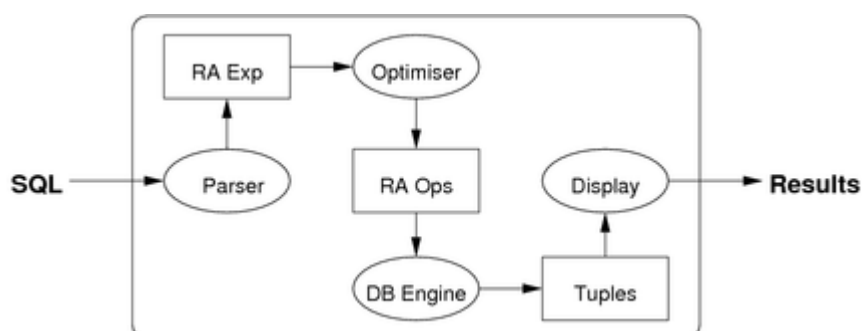 RA Exp
Optimiser
SQL
Parser
RA Ops
Display
Results
DB Engine
Tuples